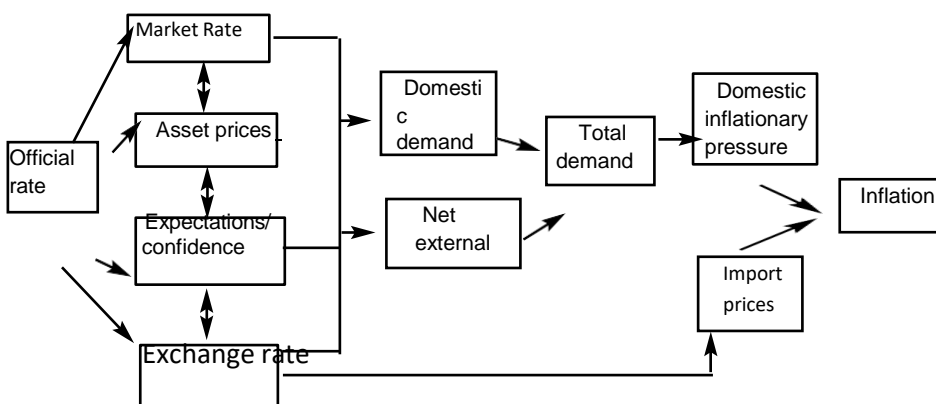 Market Rate
Asset prices
Official
rate
Expectations/
confidence
Exchange rate
Domesti
c
demand
Net
external
Total
demand
Domestic
inflationary
pressure
Import
prices
Inflation